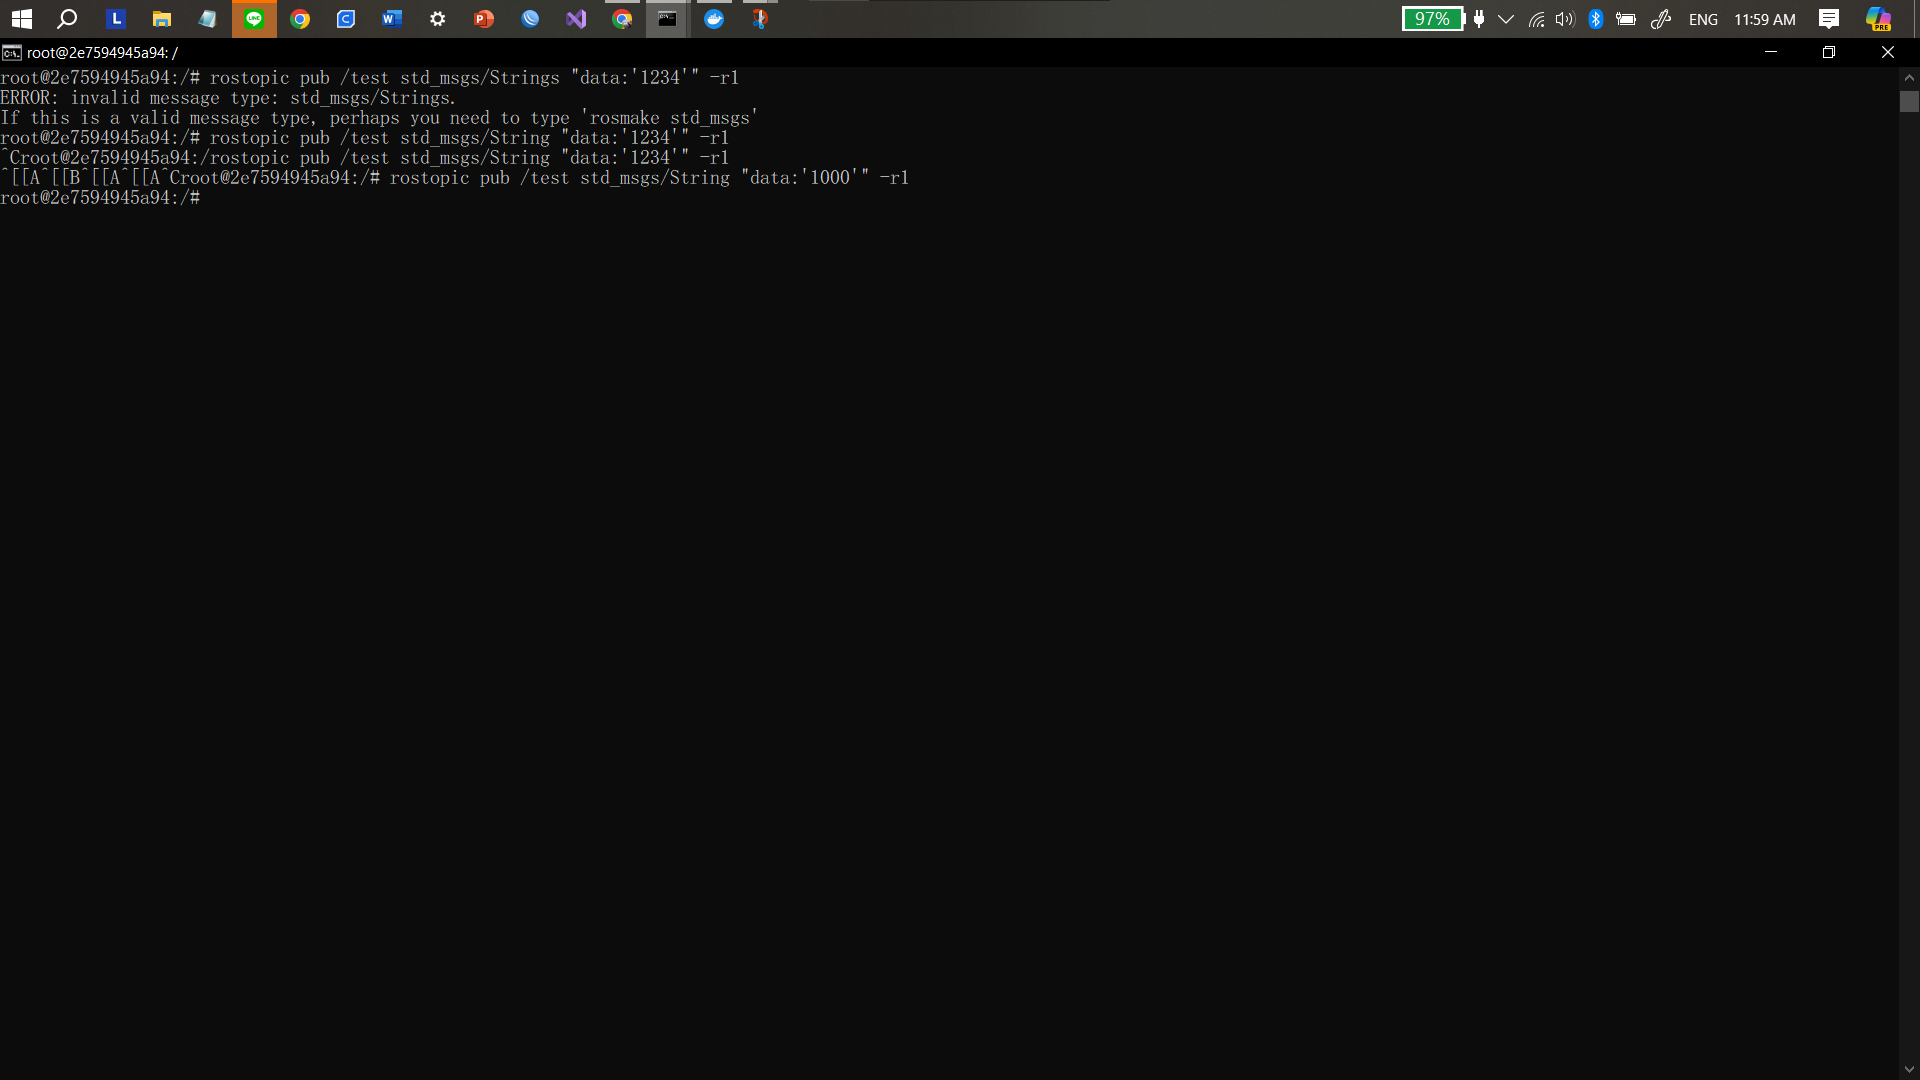 97%
ENG
11:59 AM
root@2e7594945a94: /
root@2e7594945a94:/# rostopic pub /test std_msgs/Strings "data:'1234'" -r1
ERROR: invalid message type: std_msgs/Strings.
If this is a valid message type, perhaps you need to type 'rosmake std_msgs'
root@2e7594945a94:/# rostopic pub /test std_msgs/String "data:'1234'" -r1
^Croot@2e7594945a94:/rostopic pub /test std_msgs/String "data:'1234'" -r1
^[[A^[[B^[[A^[[A^Croot@2e7594945a94:/# rostopic pub /test std_msgs/String "data:'1000'" -r1
root@2e7594945a94:/#